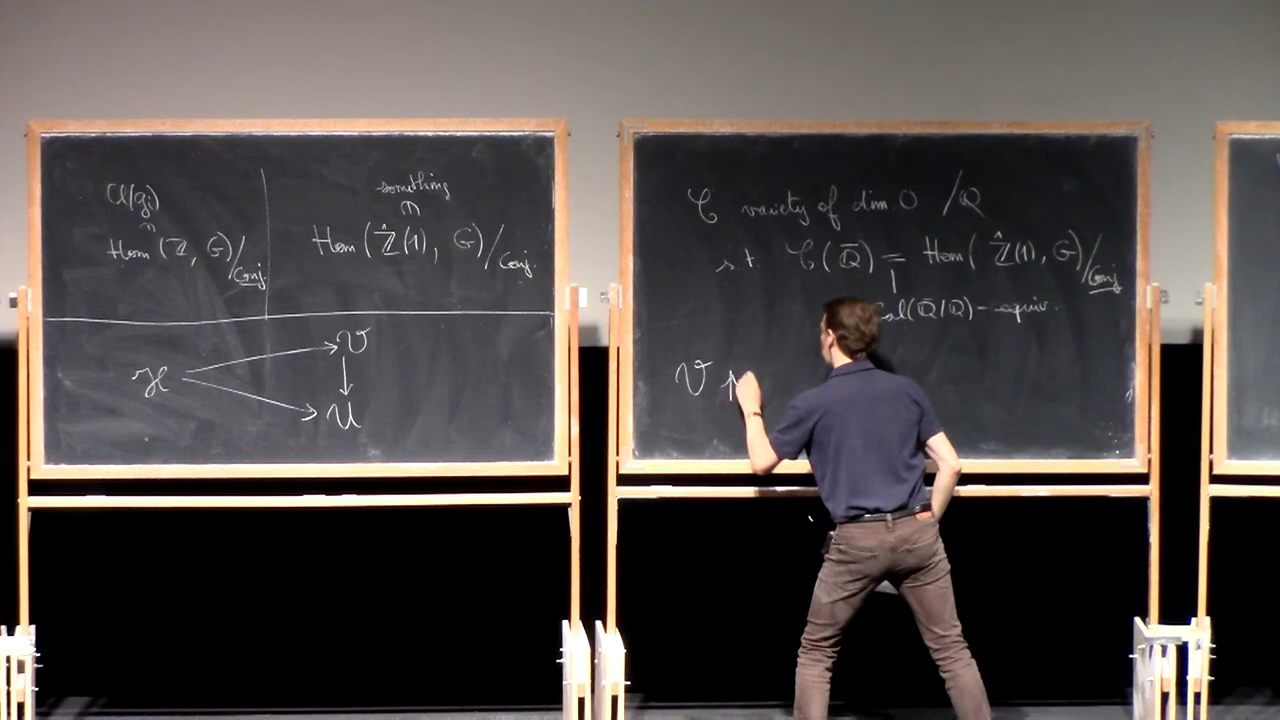 Cl(gᵢ)
∩
Hom(ℤ, G)/Conj.
something
∩
Hom(Ẑ(1), G)/Conj.
ℋ → 𝒱
↓
→ 𝒰
𝒞 variety of dim. 0 /ℚ
s.t. 𝒞(ℚ̄) = Hom(Ẑ(1), G)/Conj
Gal(ℚ̄/ℚ)-equiv.
𝒱